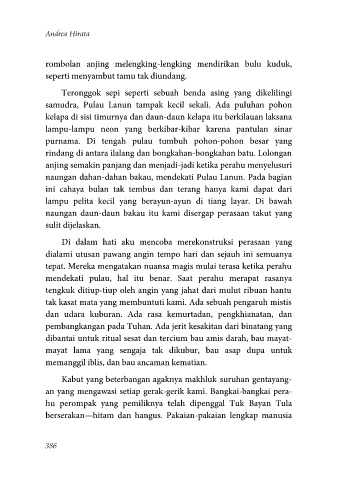 Andrea Hirata
rombolan anjing melengking-lengking mendirikan bulu kuduk,
seperti menyambut tamu tak diundang.
Teronggok sepi seperti sebuah benda asing yang dikelilingi
samudra, Pulau Lanun tampak kecil sekali. Ada puluhan pohon
kelapa di sisi timurnya dan daun-daun kelapa itu berkilauan laksana
lampu-lampu neon yang berkibar-kibar karena pantulan sinar
purnama. Di tengah pulau tumbuh pohon-pohon besar yang
rindang di antara ilalang dan bongkahan-bongkahan batu. Lolongan
anjing semakin panjang dan menjadi-jadi ketika perahu menyelusuri
naungan dahan-dahan bakau, mendekati Pulau Lanun. Pada bagian
ini cahaya bulan tak tembus dan terang hanya kami dapat dari
lampu pelita kecil yang berayun-ayun di tiang layar. Di bawah
naungan daun-daun bakau itu kami disergap perasaan takut yang
sulit dijelaskan.
Di dalam hati aku mencoba merekonstruksi perasaan yang
dialami utusan pawang angin tempo hari dan sejauh ini semuanya
tepat. Mereka mengatakan nuansa magis mulai terasa ketika perahu
mendekati pulau, hal itu benar. Saat perahu merapat rasanya
tengkuk ditiup-tiup oleh angin yang jahat dari mulut ribuan hantu
tak kasat mata yang membuntuti kami. Ada sebuah pengaruh mistis
dan udara kuburan. Ada rasa kemurtadan, pengkhianatan, dan
pembangkangan pada Tuhan. Ada jerit kesakitan dari binatang yang
dibantai untuk ritual sesat dan tercium bau amis darah, bau mayat-
mayat lama yang sengaja tak dikubur, bau asap dupa untuk
memanggil iblis, dan bau ancaman kematian.
Kabut yang beterbangan agaknya makhluk suruhan gentayang-
an yang mengawasi setiap gerak-gerik kami. Bangkai-bangkai pera-
hu perompak yang pemiliknya telah dipenggal Tuk Bayan Tula
berserakan—hitam dan hangus. Pakaian-pakaian lengkap manusia
386